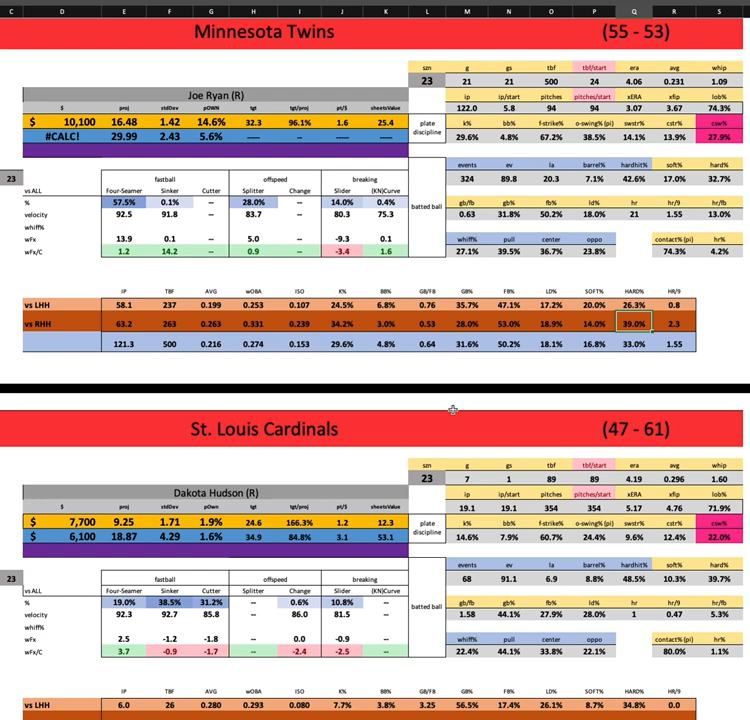 C D E F G H I J K L M N O P Q R S
Minnesota Twins (55 - 53)
szn g gs tbf tbf/start era avg whip
23 21 21 500 24 4.06 0.231 1.09
Joe Ryan (R) ip ip/start pitches pitches/start xERA xfip lob%
$ proj stdDev pOWN tgt tgt/proj pt/$ sheetsValue 122.0 5.8 94 94 3.07 3.67 74.3%
$ 10,100 16.48 1.42 14.6% 32.3 96.1% 1.6 25.4 plate discipline k% bb% f-strike% o-swing% (pi) swstr% cstr% csw%
#CALC! 29.99 2.43 5.6% ---- -- ---- 29.6% 4.8% 67.2% 38.5% 14.1% 13.9% 27.9%
events ev la barrel% hardhit% soft% hard%
23 fastball offspeed breaking batted ball 324 89.8 20.3 7.1% 42.6% 17.0% 32.7%
vs ALL Four-Seamer Sinker Cutter Splitter Change Slider (KN)Curve
% 57.5% 0.1% -- 28.0% -- 14.0% 0.4% gb/fb gb% fb% ld% hr hr/9 hr/fb
velocity 92.5 91.8 -- 83.7 -- 80.3 75.3 0.63 31.8% 50.2% 18.0% 21 1.55 13.0%
whiff%
wFx 13.9 0.1 5.0 -9.3 0.1 whiff% pull center oppo contact% (pi) hr%
wFx/C 1.2 14.2 -- 0.9 -- -3.4 1.6 27.1% 39.5% 36.7% 23.8% 74.3% 4.2%
IP TBF AVG wOBA ISO K% BB% GB/FB GB% FB% LD% SOFT% HARD% HR/9
vs LHH 58.1 237 0.199 0.253 0.107 24.5% 6.8% 0.76 35.7% 47.1% 17.2% 20.0% 26.3% 0.8
vs RHH 63.2 263 0.263 0.331 0.239 34.2% 3.0% 0.53 28.0% 53.0% 18.9% 14.0% 39.0% 2.3
121.3 500 0.216 0.274 0.153 29.6% 4.8% 0.64 31.6% 50.2% 18.1% 16.8% 33.0% 1.55
St. Louis Cardinals (47 - 61)
szn g gs tbf tbf/start era avg whip
23 7 1 89 89 4.19 0.296 1.60
Dakota Hudson (R) ip ip/start pitches pitches/start xERA xfip lob%
$ proj stdDev pOwn tgt tgt/proj pt/$ sheetsValue 19.1 19.1 354 354 5.17 4.76 71.9%
$ 7,700 9.25 1.71 1.9% 24.6 166.3% 1.2 12.3 plate discipline k% bb% f-strike% o-swing% (pi) swstr% cstr% csw%
$ 6,100 18.87 4.29 1.6% 34.9 84.8% 3.1 53.1 14.6% 7.9% 60.7% 24.4% 9.6% 12.4% 22.0%
events ev la barrel% hardhit% soft% hard%
23 fastball offspeed breaking batted ball 68 91.1 6.9 8.8% 48.5% 10.3% 39.7%
vs ALL Four-Seamer Sinker Cutter Splitter Change Slider (KN)Curve
% 19.0% 38.5% 31.2% -- 0.6% 10.8% -- gb/fb gb% fb% ld% hr hr/9 hr/fb
velocity 92.3 92.7 85.8 -- 86.0 81.5 -- 1.58 44.1% 27.9% 28.0% 1 0.47 5.3%
whiff%
wFx 2.5 -1.2 -1.8 0.0 -0.9 whiff% pull center oppo contact% (pi) hr%
wFx/C 3.7 -0.9 -1.7 -- -2.4 -2.5 -- 22.4% 44.1% 33.8% 22.1% 80.0% 1.1%
IP TBF AVG wOBA ISO K% BB% GB/FB GB% FB% LD% SOFT% HARD% HR/9
vs LHH 6.0 26 0.280 0.293 0.080 7.7% 3.8% 3.25 56.5% 17.4% 26.1% 8.7% 34.8% 0.0